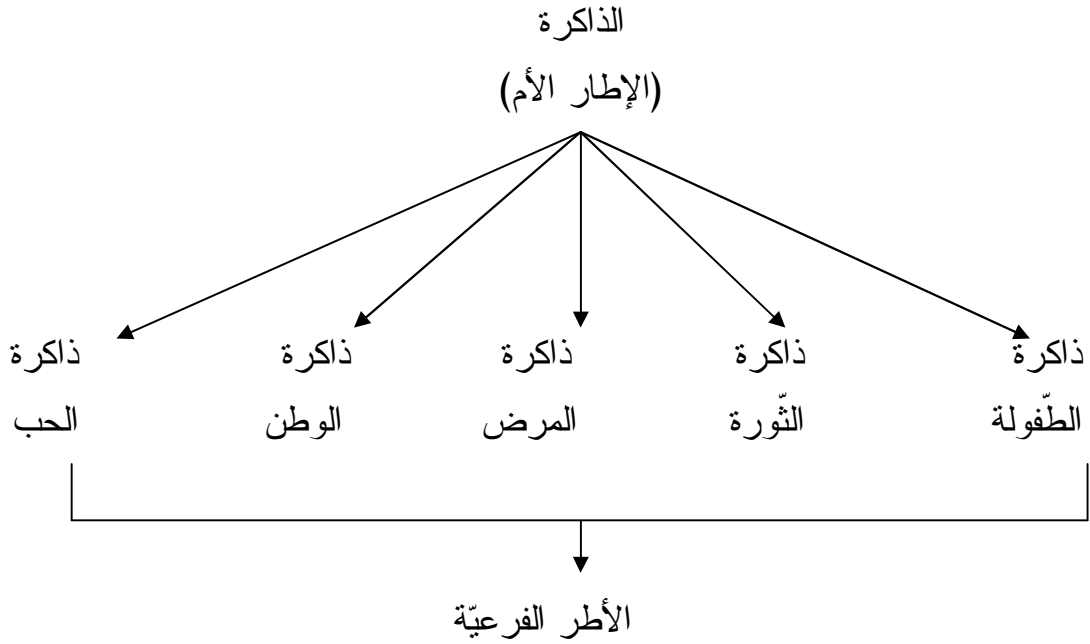 الذاكرة
(الإطار الأم)
ذاكرة ذاكرة ذاكرة ذاكرة ذاكرة
الطّفولة الثّورة المرض الوطن الحب
الأطر الفرعيّة